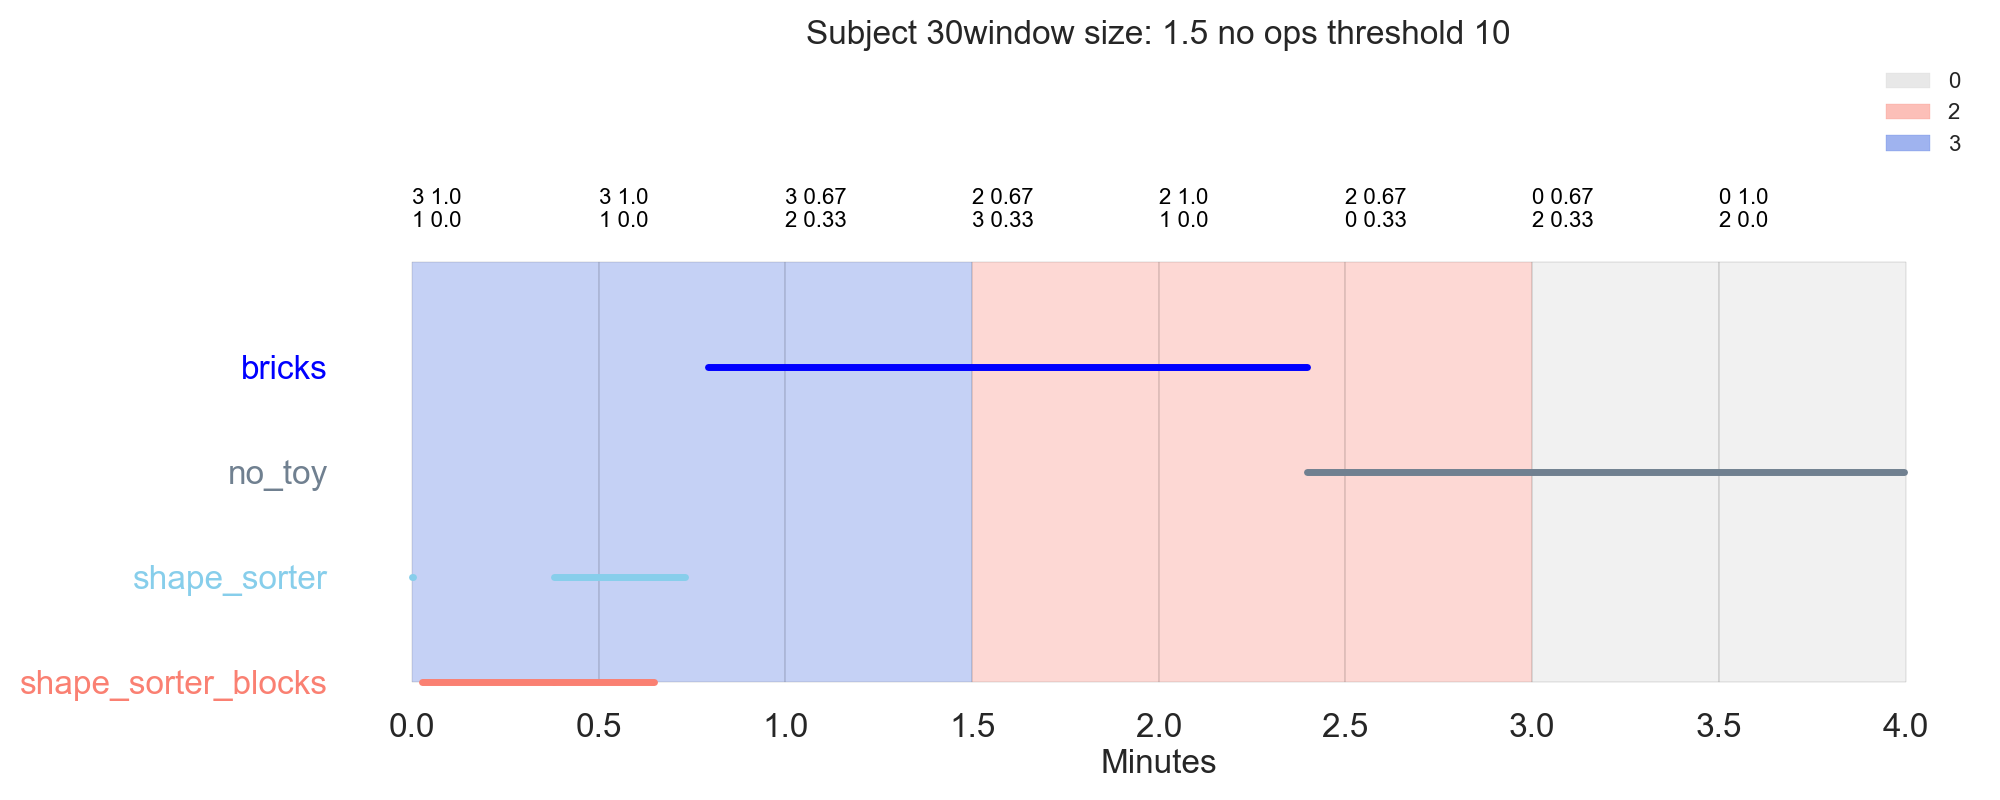 Subject 30window size: 1.5 no ops threshold 10
0
2
3
3 1.0 3 1.0 3 0.67 2 0.67 2 1.0 2 0.67 0 0.67 0 1.0
1 0.0 1 0.0 2 0.33 3 0.33 1 0.0 0 0.33 2 0.33 2 0.0
bricks
no_toy
shape_sorter
shape_sorter_blocks
0.0 0.5 1.0 1.5 2.0 2.5 3.0 3.5 4.0
Minutes